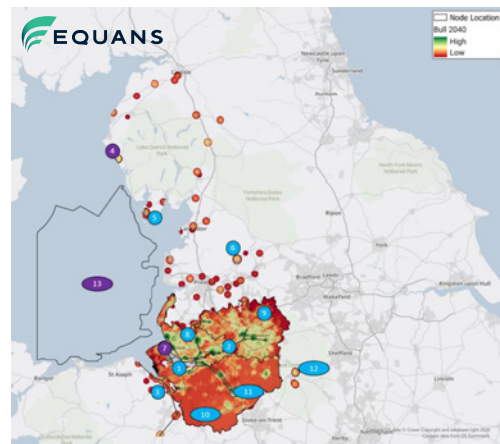 EQUANS
Node Location
Bull 2040
High
Low
Newcastle upon
Tyne
Sunderland
Durham
Lake District National
Park
4
North York Moors
National Park
5
Yorkshire Dales
National Park
Ripon
6
York
Bradford
Leeds
Kingston upon Hull
Wakefield
13
9
8
7
2
Sheffield
1
12
St Asaph
Lincoln
Bangor
3
11
10
Stoke-on-Trent
Derby
Nottingham